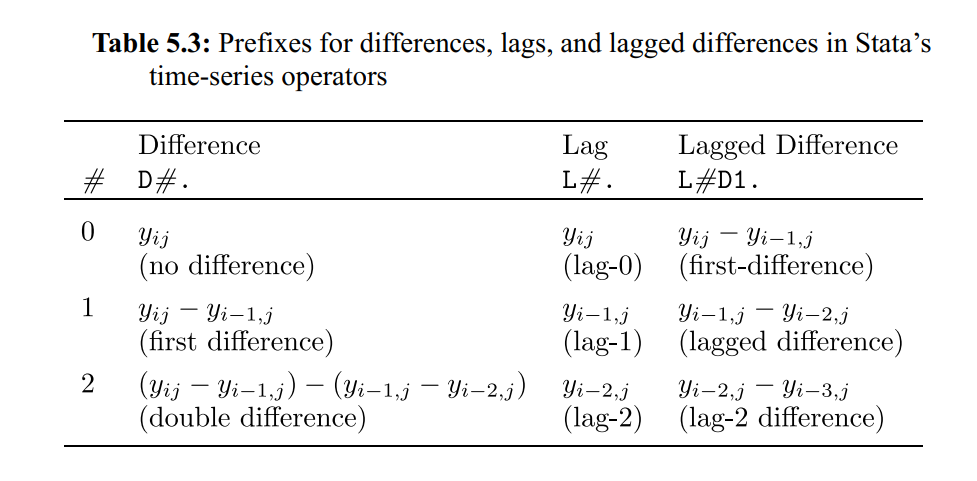 Table 5.3: Prefixes for differences, lags, and lagged differences in Stata's
time-series operators
Difference Lag Lagged Difference
# D#. L#. L#D1.
0 y_{ij} y_{ij} y_{ij} − y_{i−1,j}
(no difference) (lag-0) (first-difference)
1 y_{ij} − y_{i−1,j} y_{i−1,j} y_{i−1,j} − y_{i−2,j}
(first difference) (lag-1) (lagged difference)
2 (y_{ij} − y_{i−1,j}) − (y_{i−1,j} − y_{i−2,j}) y_{i−2,j} y_{i−2,j} − y_{i−3,j}
(double difference) (lag-2) (lag-2 difference)